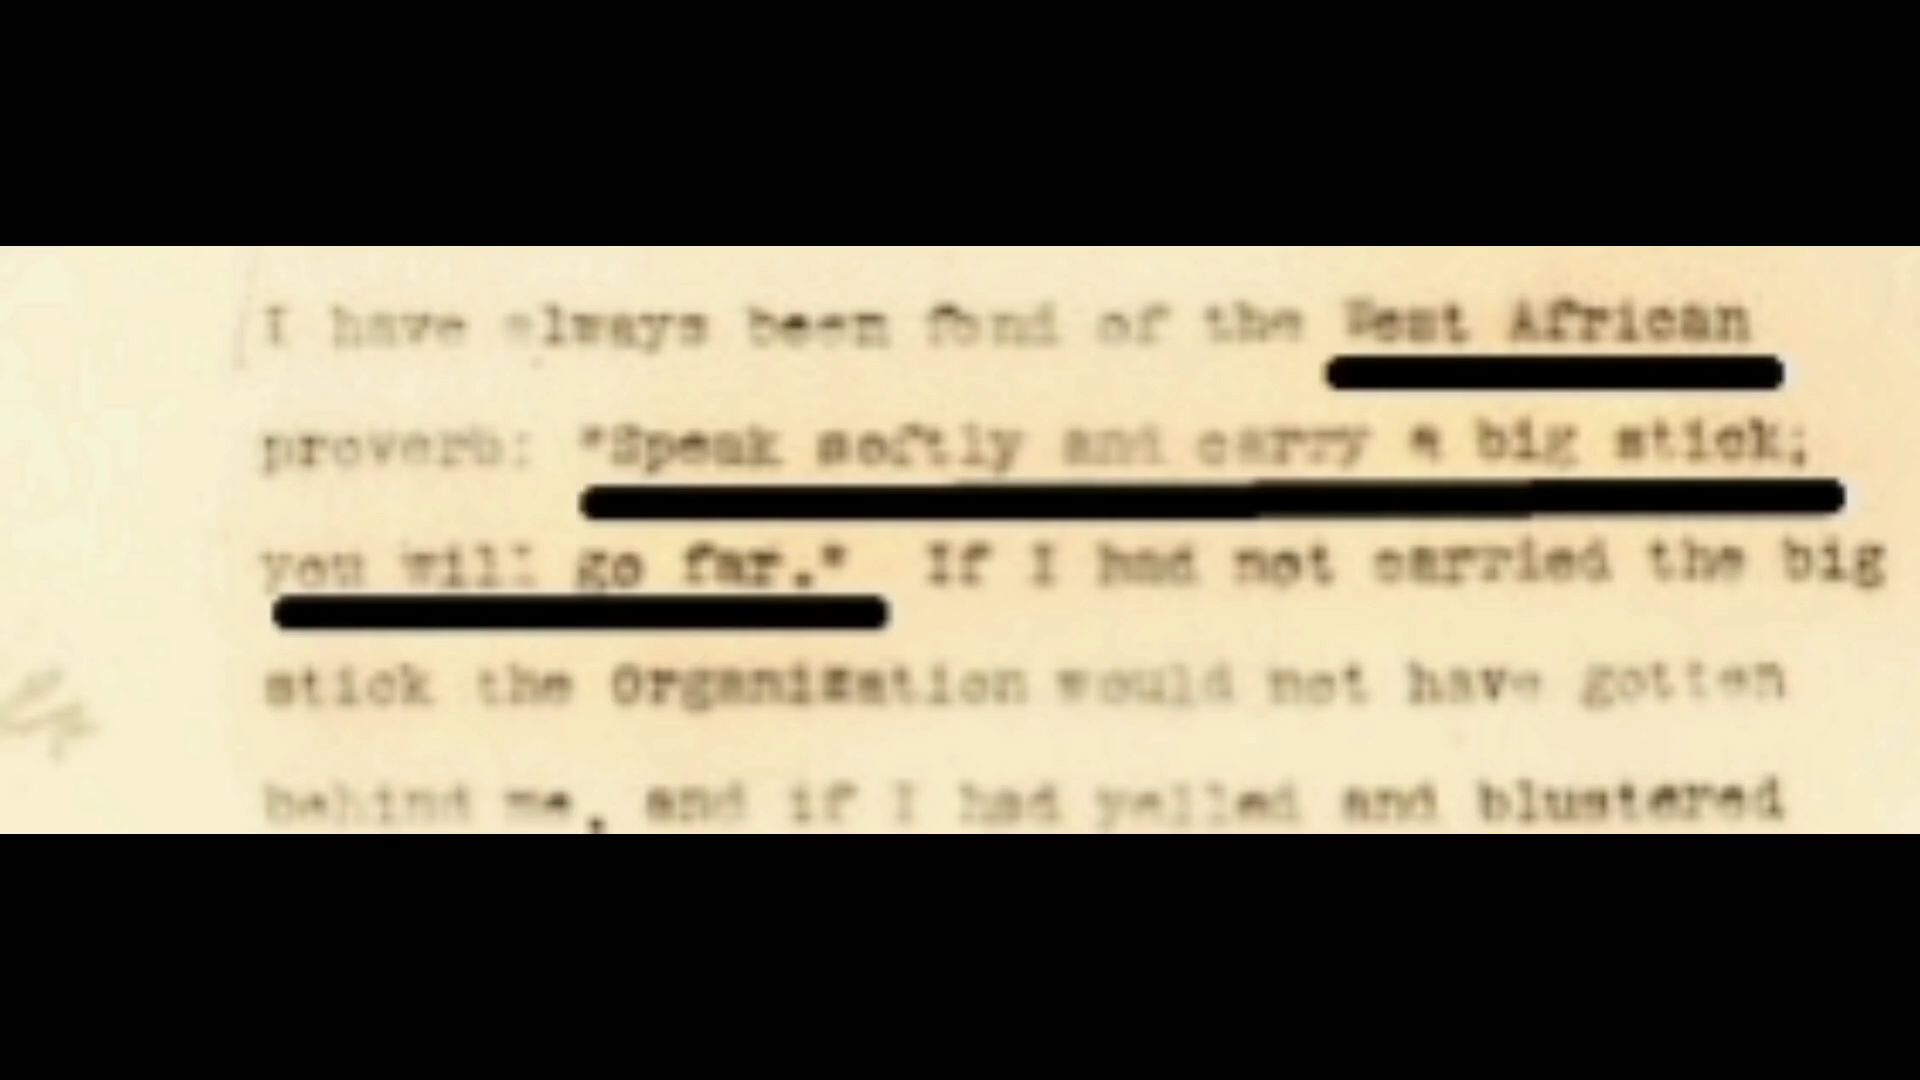 I have always been fond of the West African
proverb: "Speak softly and carry a big stick;
you will go far." If I had not carried the big
stick the Organization would not have gotten
behind me, and if I had yelled and blustered